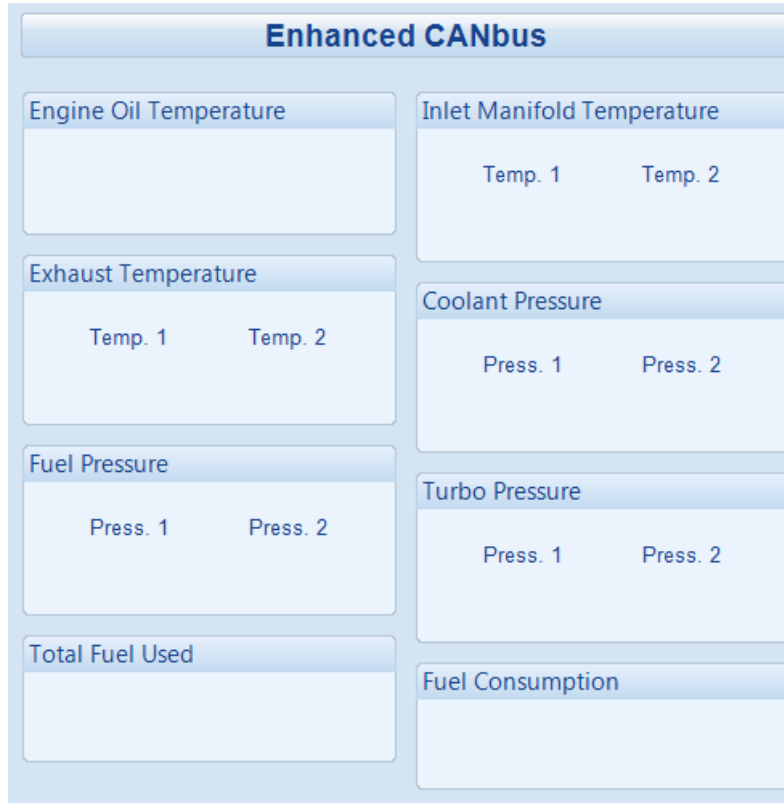 Enhanced CANbus
Engine Oil Temperature
Exhaust Temperature
Temp. 1 Temp. 2
Fuel Pressure
Press. 1 Press. 2
Total Fuel Used
Inlet Manifold Temperature
Temp. 1 Temp. 2
Coolant Pressure
Press. 1 Press. 2
Turbo Pressure
Press. 1 Press. 2
Fuel Consumption